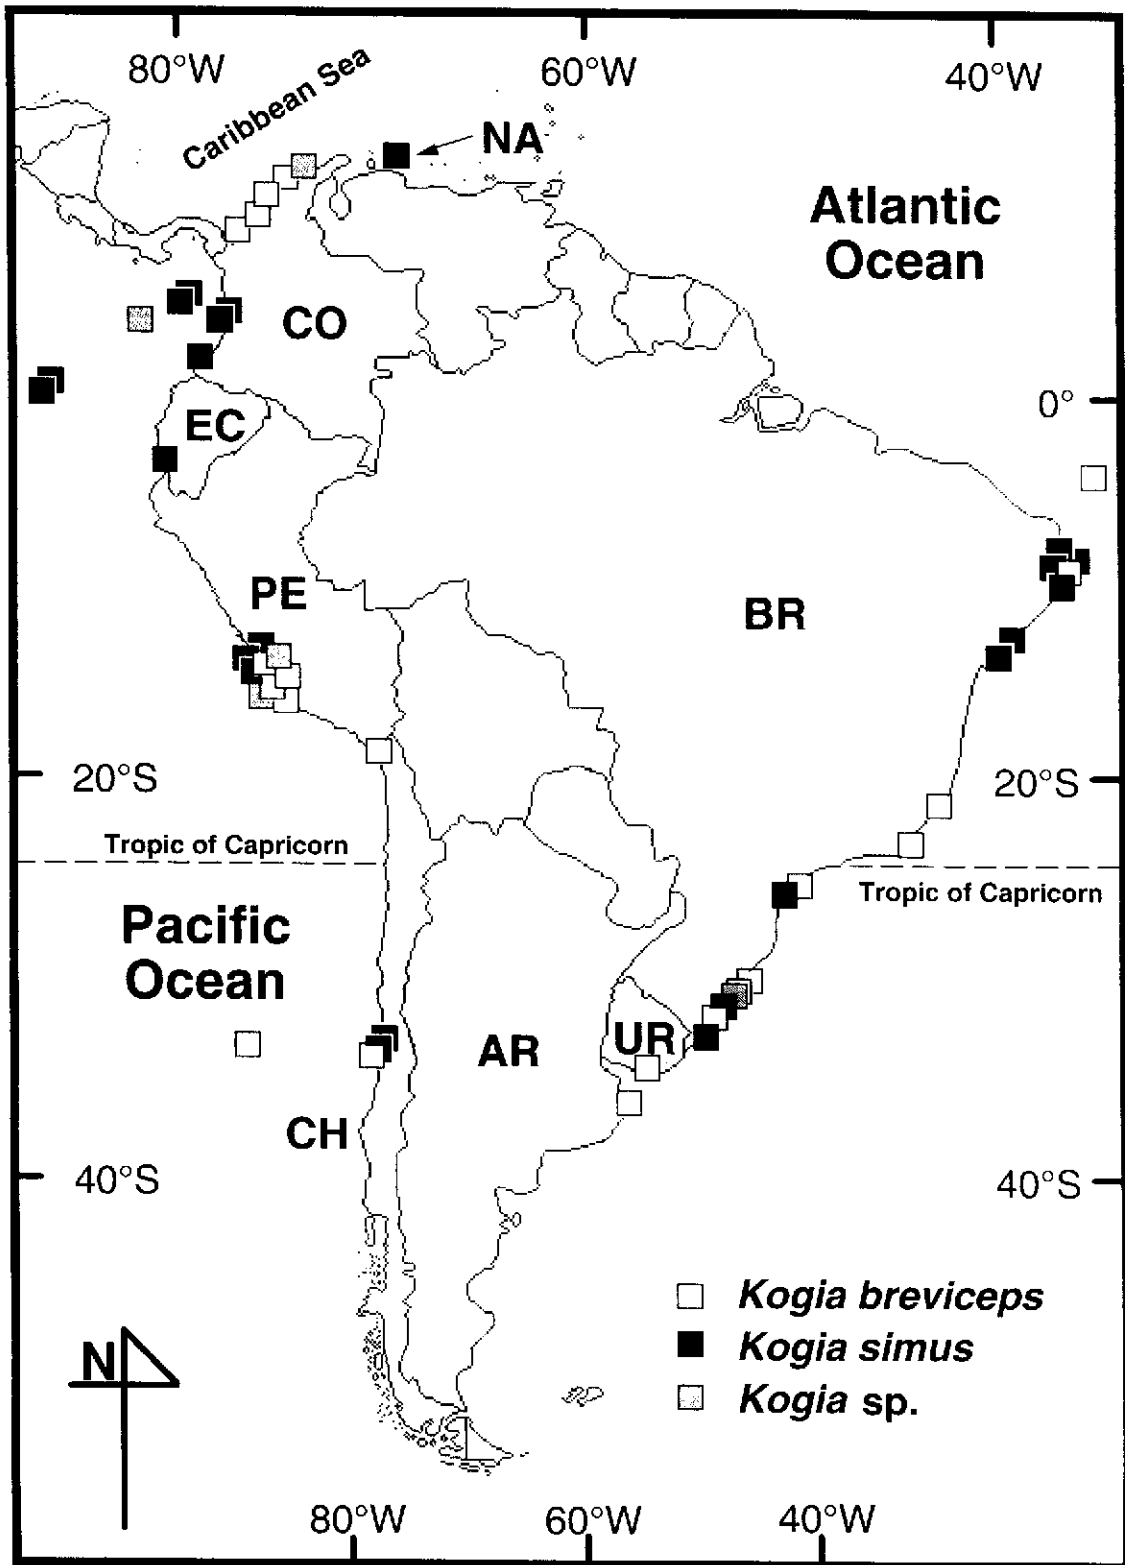 80°W
60°W
40°W
Caribbean Sea
NA
Atlantic
Ocean
CO
0°
EC
PE
BR
20°S
20°S
Tropic of Capricorn
Tropic of Capricorn
Pacific
Ocean
UR
AR
CH
40°S
40°S
Kogia breviceps
Kogia simus
Kogia sp.
N
80°W
60°W
40°W